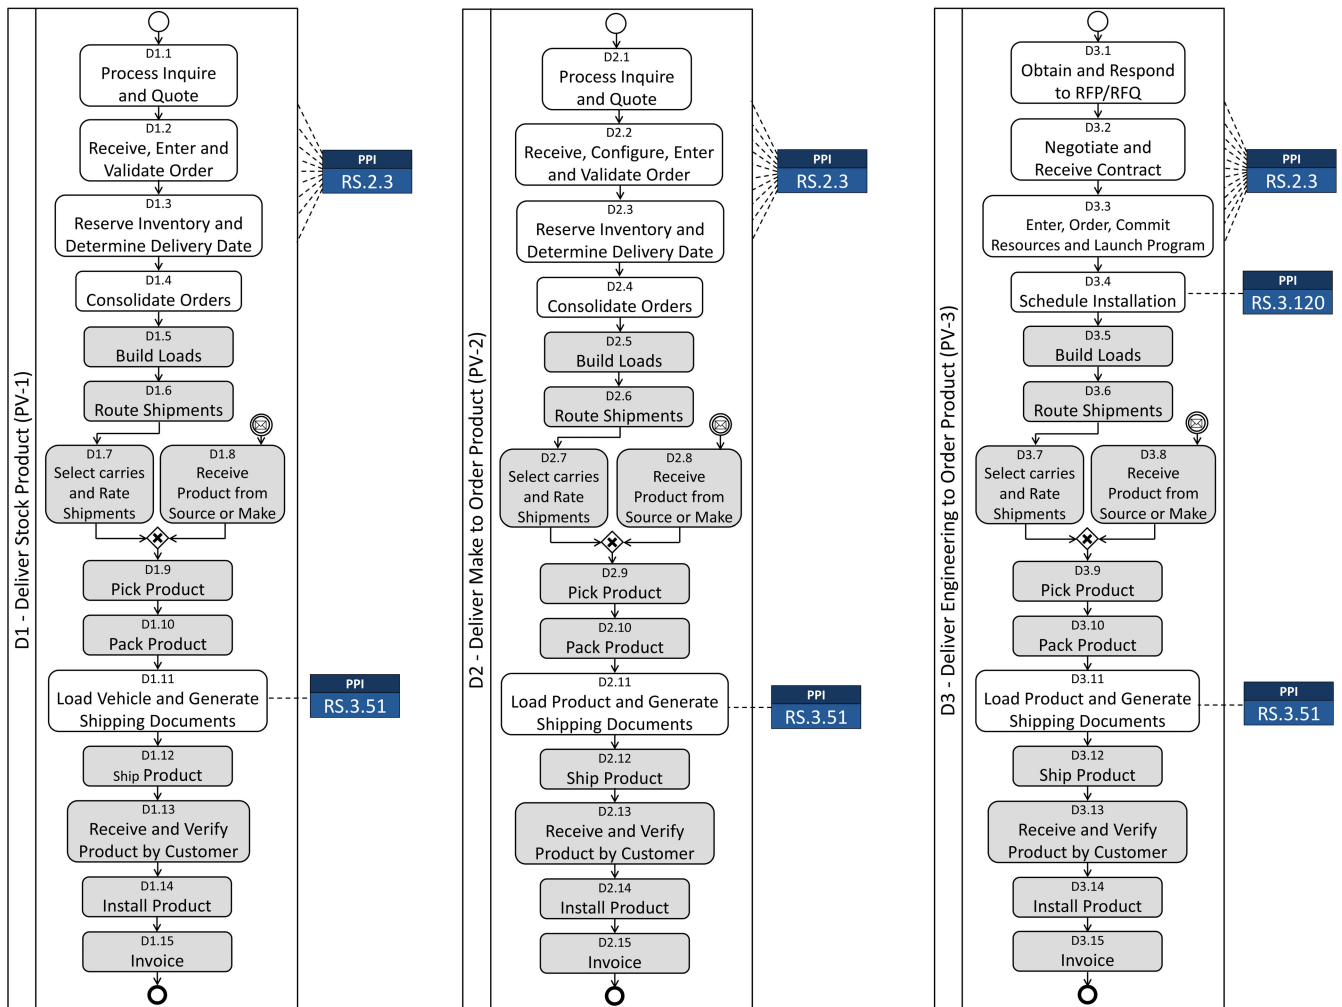 D1 - Deliver Stock Product (PV-1)
D1.1
Process Inquire
and Quote
D1.2
Receive, Enter and
Validate Order
D1.3
Reserve Inventory and
Determine Delivery Date
D1.4
Consolidate Orders
D1.5
Build Loads
D1.6
Route Shipments
D1.7
Select carries
and Rate
Shipments
D1.8
Receive
Product from
Source or Make
D1.9
Pick Product
D1.10
Pack Product
D1.11
Load Vehicle and Generate
Shipping Documents
D1.12
Ship Product
D1.13
Receive and Verify
Product by Customer
D1.14
Install Product
D1.15
Invoice
PPI
RS.2.3
PPI
RS.3.51
D2 - Deliver Make to Order Product (PV-2)
D2.1
Process Inquire
and Quote
D2.2
Receive, Configure, Enter
and Validate Order
D2.3
Reserve Inventory and
Determine Delivery Date
D2.4
Consolidate Orders
D2.5
Build Loads
D2.6
Route Shipments
D2.7
Select carries
and Rate
Shipments
D2.8
Receive
Product from
Source or Make
D2.9
Pick Product
D2.10
Pack Product
D2.11
Load Product and Generate
Shipping Documents
D2.12
Ship Product
D2.13
Receive and Verify
Product by Customer
D2.14
Install Product
D2.15
Invoice
PPI
RS.2.3
PPI
RS.3.51
D3 - Deliver Engineering to Order Product (PV-3)
D3.1
Obtain and Respond
to RFP/RFQ
D3.2
Negotiate and
Receive Contract
D3.3
Enter, Order, Commit
Resources and Launch Program
D3.4
Schedule Installation
D3.5
Build Loads
D3.6
Route Shipments
D3.7
Select carries
and Rate
Shipments
D3.8
Receive
Product from
Source or Make
D3.9
Pick Product
D3.10
Pack Product
D3.11
Load Product and Generate
Shipping Documents
D3.12
Ship Product
D3.13
Receive and Verify
Product by Customer
D3.14
Install Product
D3.15
Invoice
PPI
RS.2.3
PPI
RS.3.120
PPI
RS.3.51